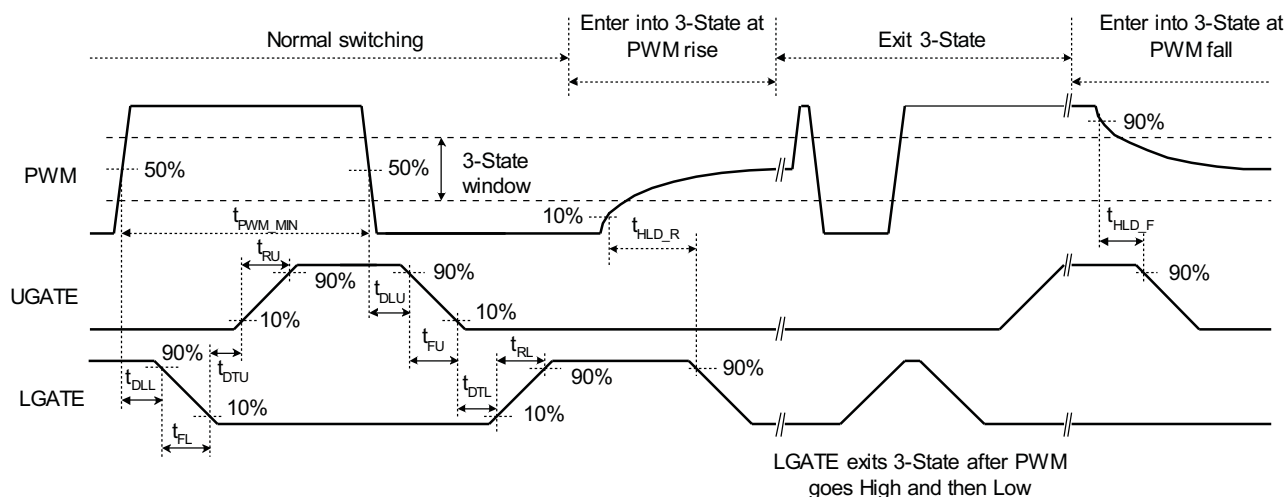 Normal switching
Enter into 3-State at
PWM rise
Exit 3-State
Enter into 3-State at
PWM fall
PWM
50%
50%
3-State
window
10%
90%
tPWM_MIN
tHLD_R
tHLD_F
UGATE
tRU
90%
10%
tDLU
90%
10%
tFU
90%
LGATE
90%
tDTU
tDLL
10%
tFL
tRL
tDTL
90%
10%
90%
LGATE exits 3-State after PWM
goes High and then Low